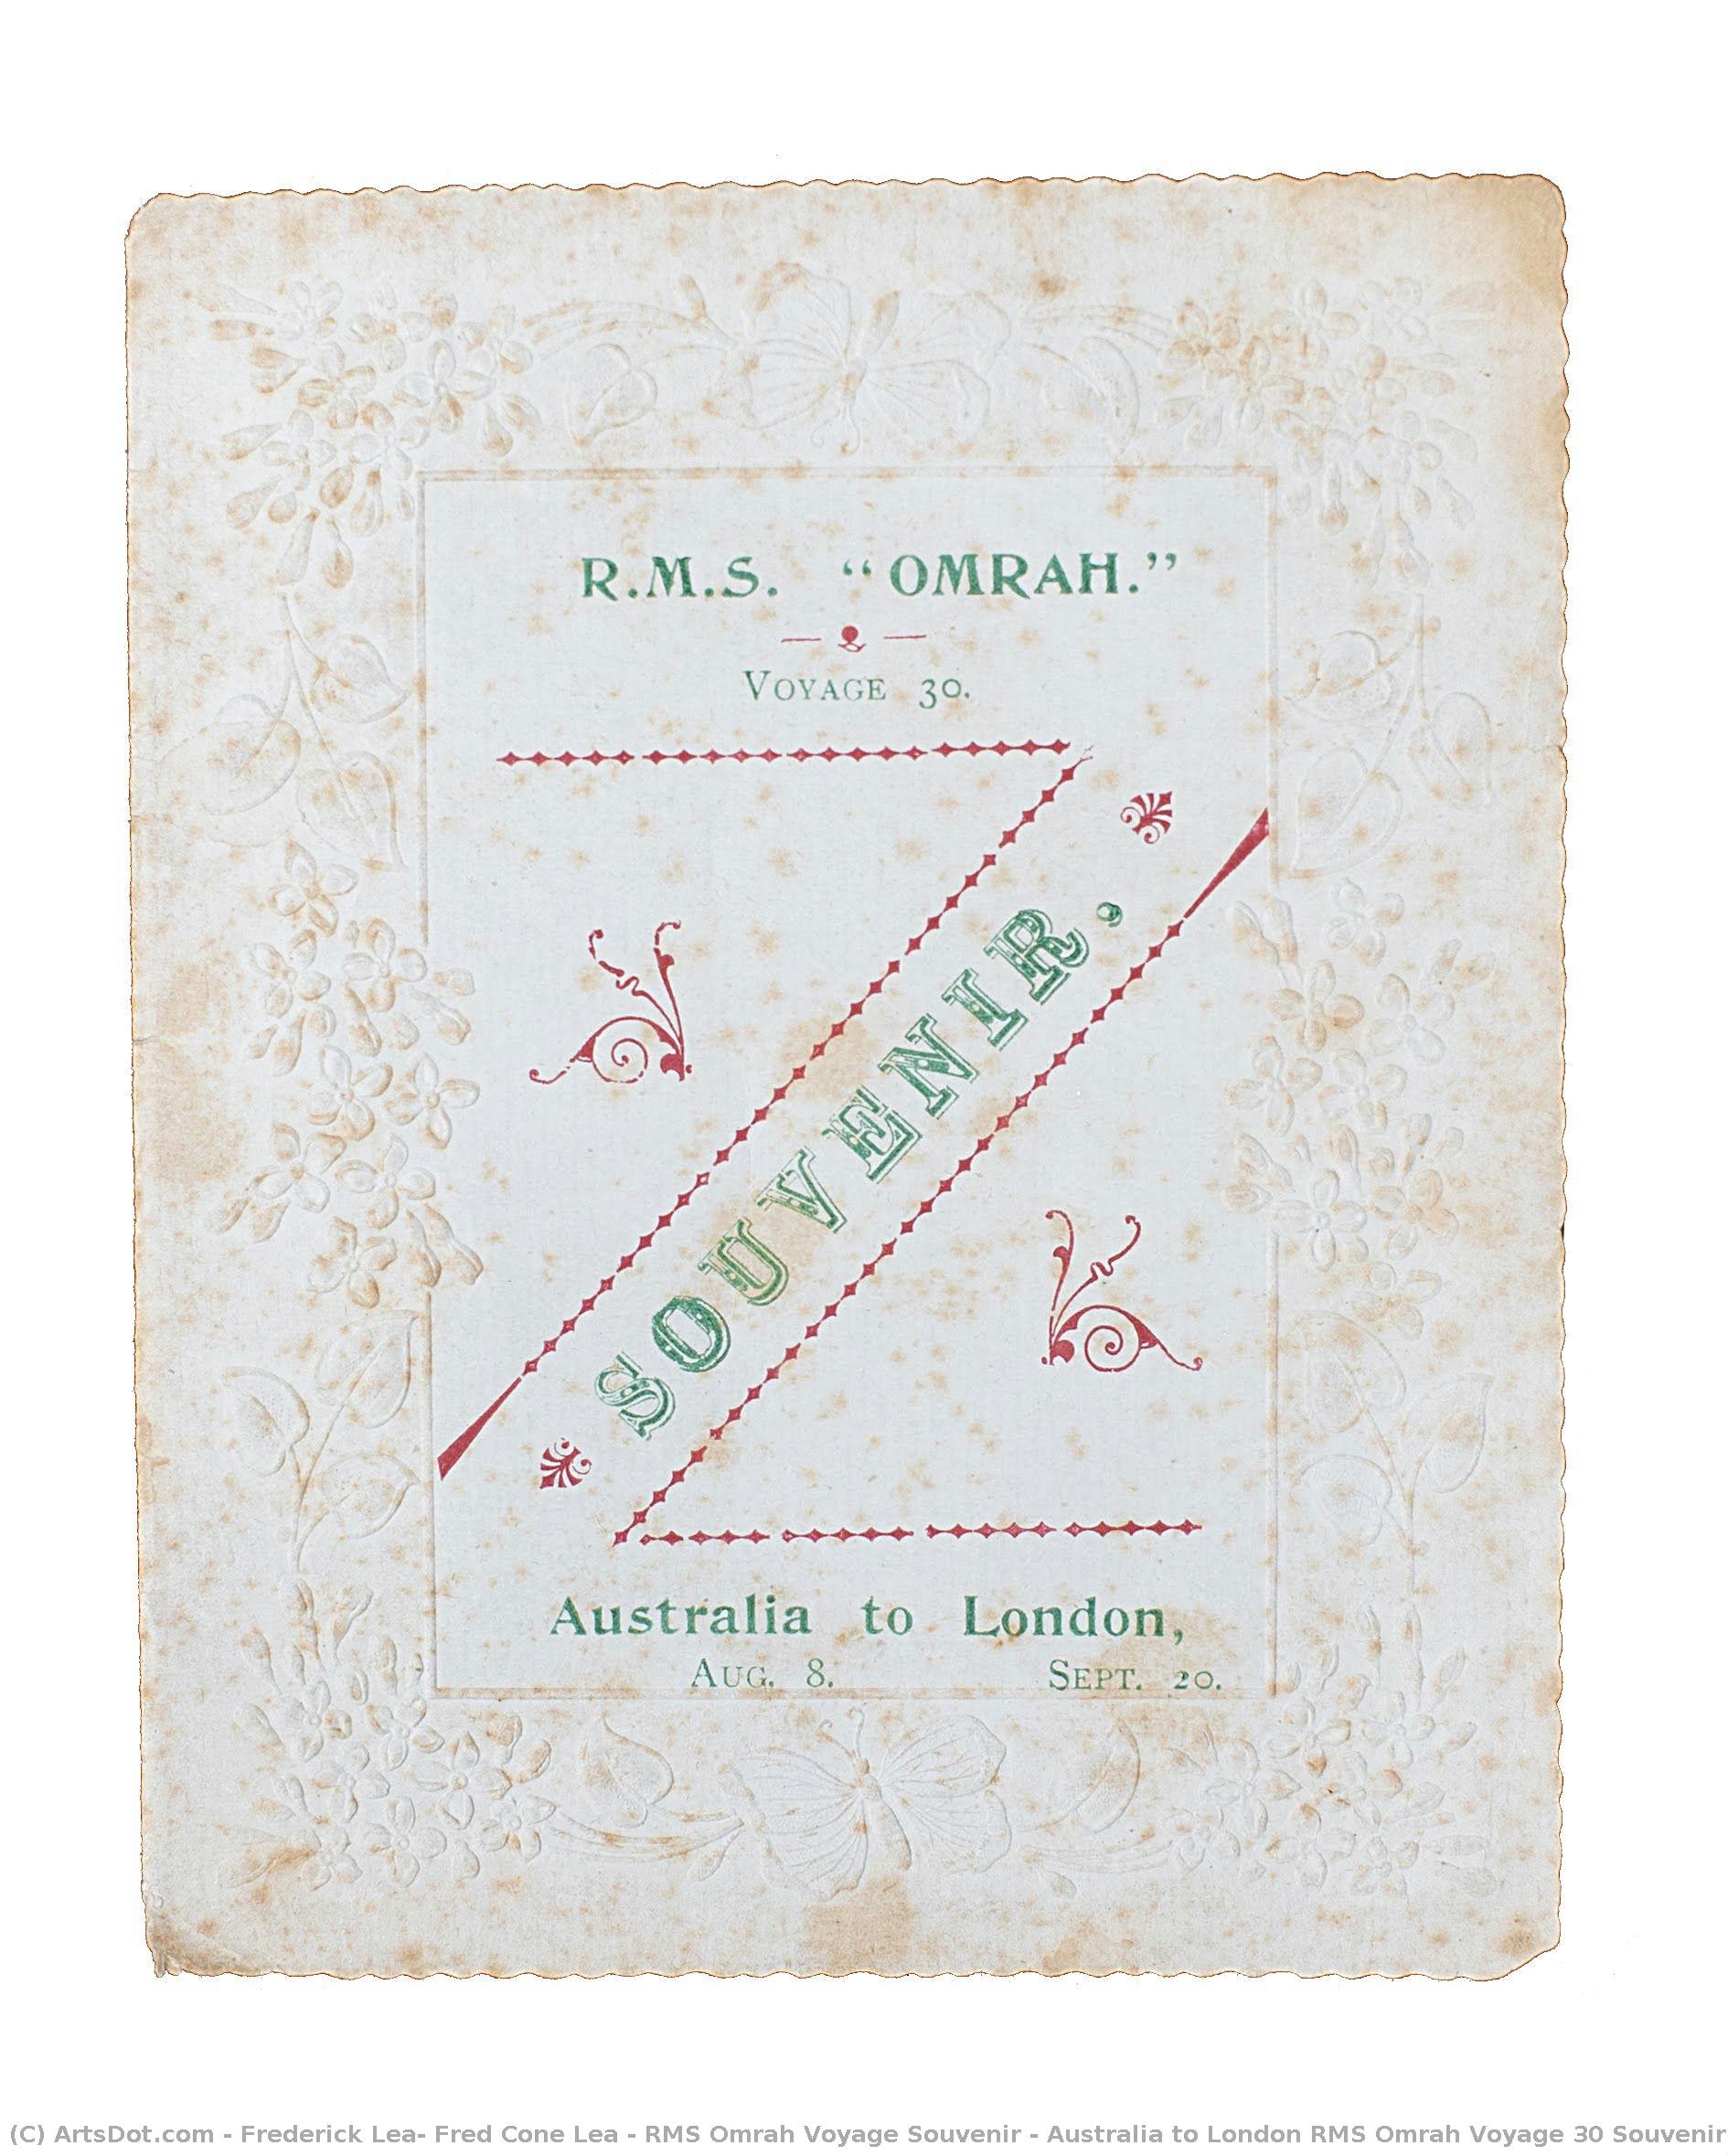 R.M.S. “OMRAH.”
VOYAGE 30.
SOUVENIR.
Australia to London,
AUG. 8. SEPT. 20.
(C) ArtsDot.com - Frederick Lea- Fred Cone Lea - RMS Omrah Voyage Souvenir - Australia to London RMS Omrah Voyage 30 Souvenir